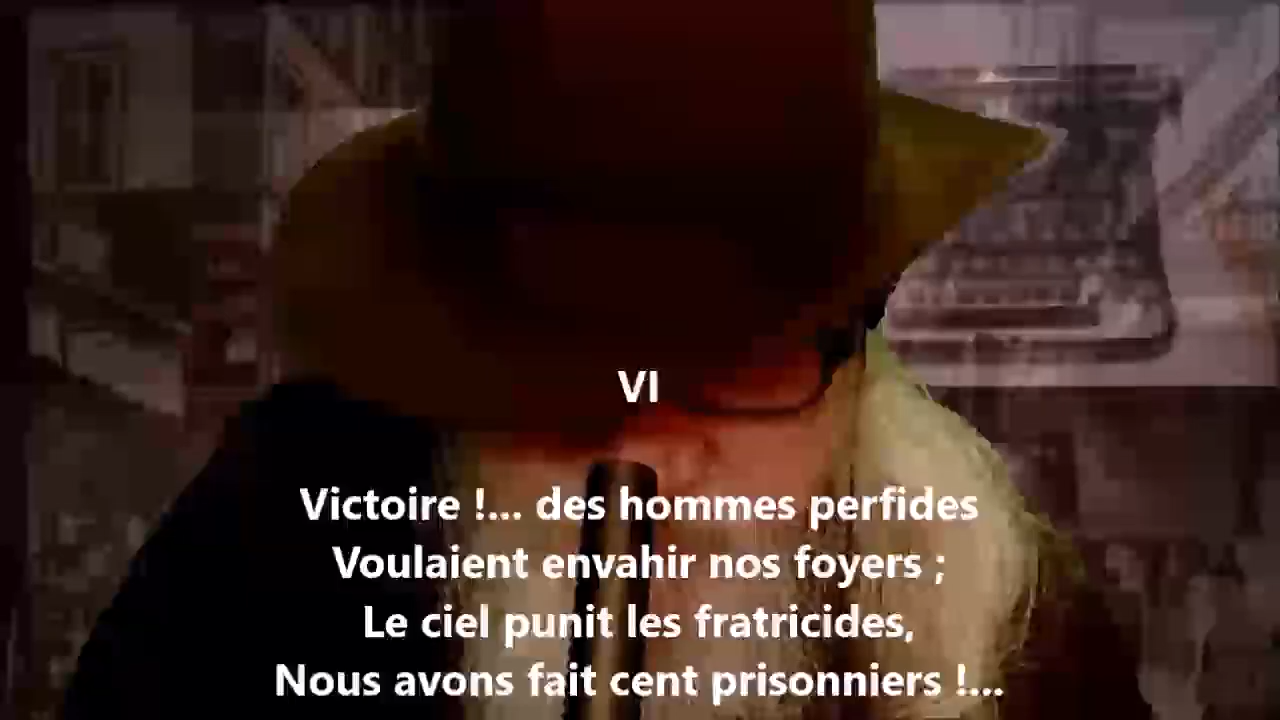 VI
Victoire !... des hommes perfides
Voulaient envahir nos foyers ;
Le ciel punit les fratricides,
Nous avons fait cent prisonniers !...